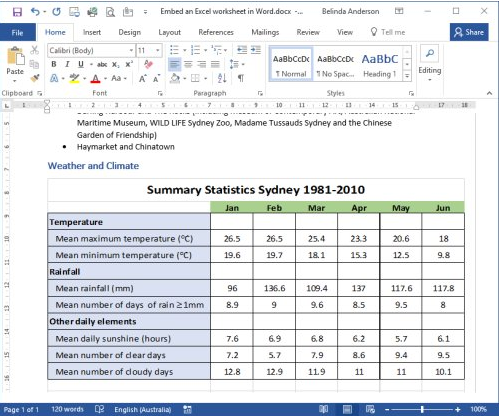 Embed an Excel worksheet in Word.docx -...
Belinda Anderson
File Home Insert Design Layout References Mailings Review View Tell me Share
Calibri (Body) 11
AaBbCcDc AaBbCcDc AaBbC
Paste
¶ Normal ¶ No Spac... Heading 1
Editing
Clipboard Font Paragraph Styles
Maritime Museum, WILD LIFE Sydney Zoo, Madame Tussauds Sydney and the Chinese
Garden of Friendship)
• Haymarket and Chinatown
Weather and Climate
Summary Statistics Sydney 1981-2010
Jan Feb Mar Apr May Jun
Temperature
Mean maximum temperature (°C) 26.5 26.5 25.4 23.3 20.6 18
Mean minimum temperature (°C) 19.6 19.7 18.1 15.3 12.5 9.8
Rainfall
Mean rainfall (mm) 96 136.6 109.4 137 117.6 117.8
Mean number of days of rain ≥1mm 8.9 9 9.6 8.5 9.5 8
Other daily elements
Mean daily sunshine (hours) 7.6 6.9 6.8 6.2 5.7 6.1
Mean number of clear days 7.2 5.7 7.9 8.6 9.4 9.5
Mean number of cloudy days 12.8 12.9 11.9 11 11 10.1
Page 1 of 1 120 words English (Australia) 100%